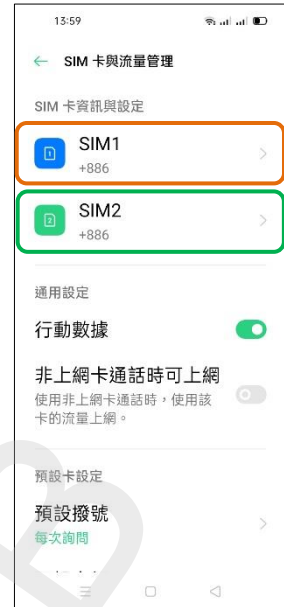 13:59
← SIM 卡與流量管理
SIM 卡資訊與設定
1
SIM1
+886
2
SIM2
+886
通用設定
行動數據
非上網卡通話時可上網
使用非上網卡通話時，使用該
卡的流量上網。
預設卡設定
預設撥號
每次詢問